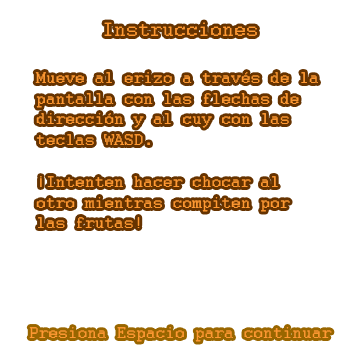 Instrucciones
Mueve al erizo a través de la
pantalla con las flechas de
dirección y al cuy con las
teclas WASD.
¡Intenten hacer chocar al
otro mientras compiten por
las frutas!
Presiona Espacio para continuar